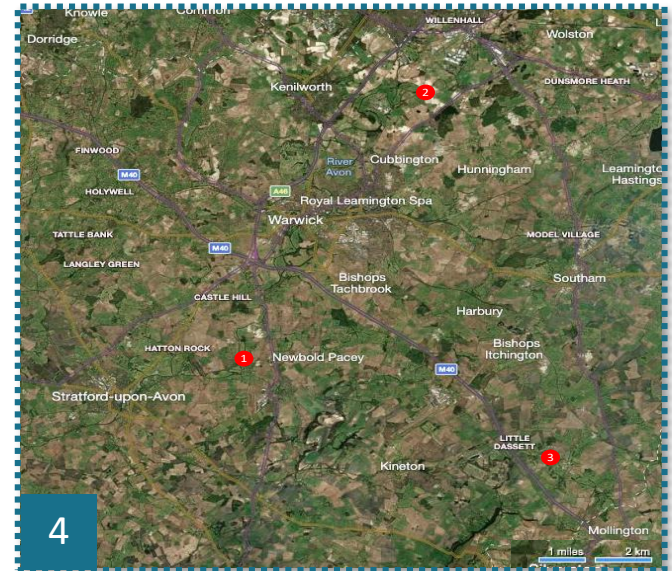 Knowle
Common
Dorridge
WILLENHALL
Wolston
DUNSMORE HEATH
Kenilworth
2
FINWOOD
M40
HOLYWELL
River
Avon
Cubbington
Hunningham
Leamington
Hastings
A46
Royal Leamington Spa
Warwick
TATTLE BANK
M40
LANGLEY GREEN
MODEL VILLAGE
Bishops
Tachbrook
Southam
CASTLE HILL
Harbury
HATTON ROCK
1
Newbold Pacey
Bishops
Itchington
M40
Stratford-upon-Avon
LITTLE
DASSETT
3
Kineton
4
Mollington
1 miles
2 km